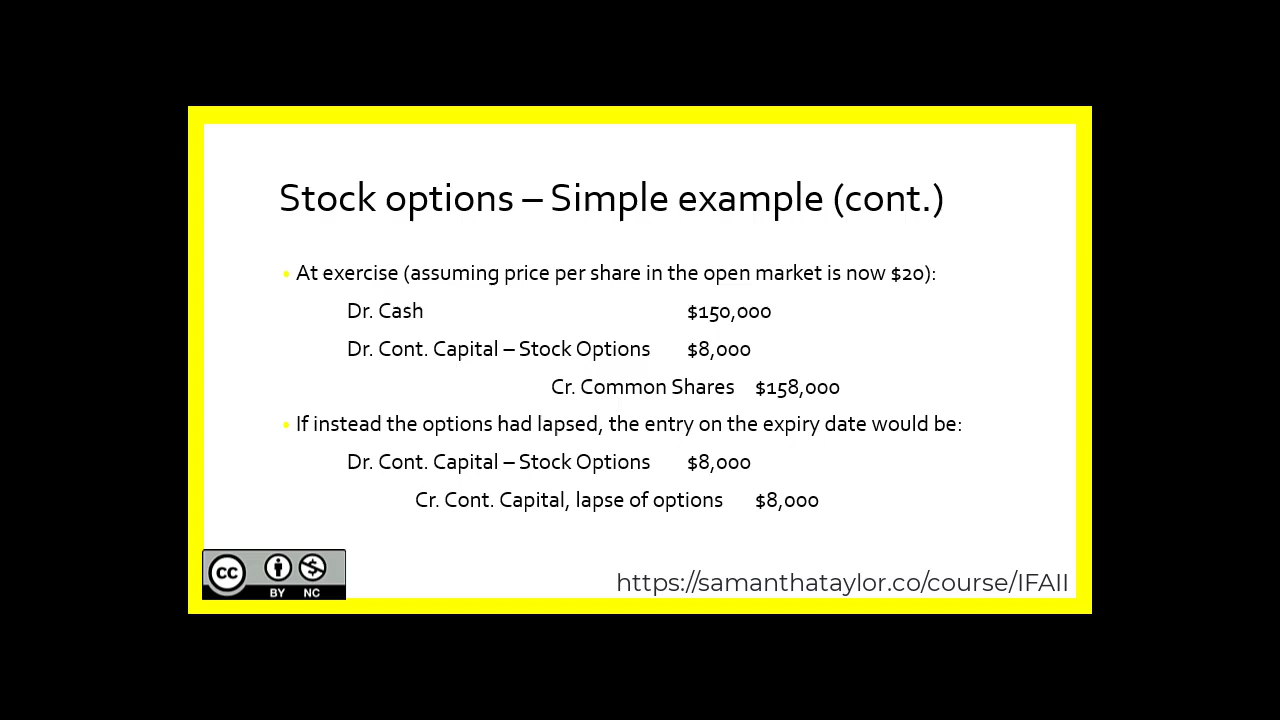 Stock options – Simple example (cont.)
• At exercise (assuming price per share in the open market is now $20):
Dr. Cash $150,000
Dr. Cont. Capital – Stock Options $8,000
Cr. Common Shares $158,000
• If instead the options had lapsed, the entry on the expiry date would be:
Dr. Cont. Capital – Stock Options $8,000
Cr. Cont. Capital, lapse of options $8,000
cc
BY NC
https://samanthataylor.co/course/IFAII